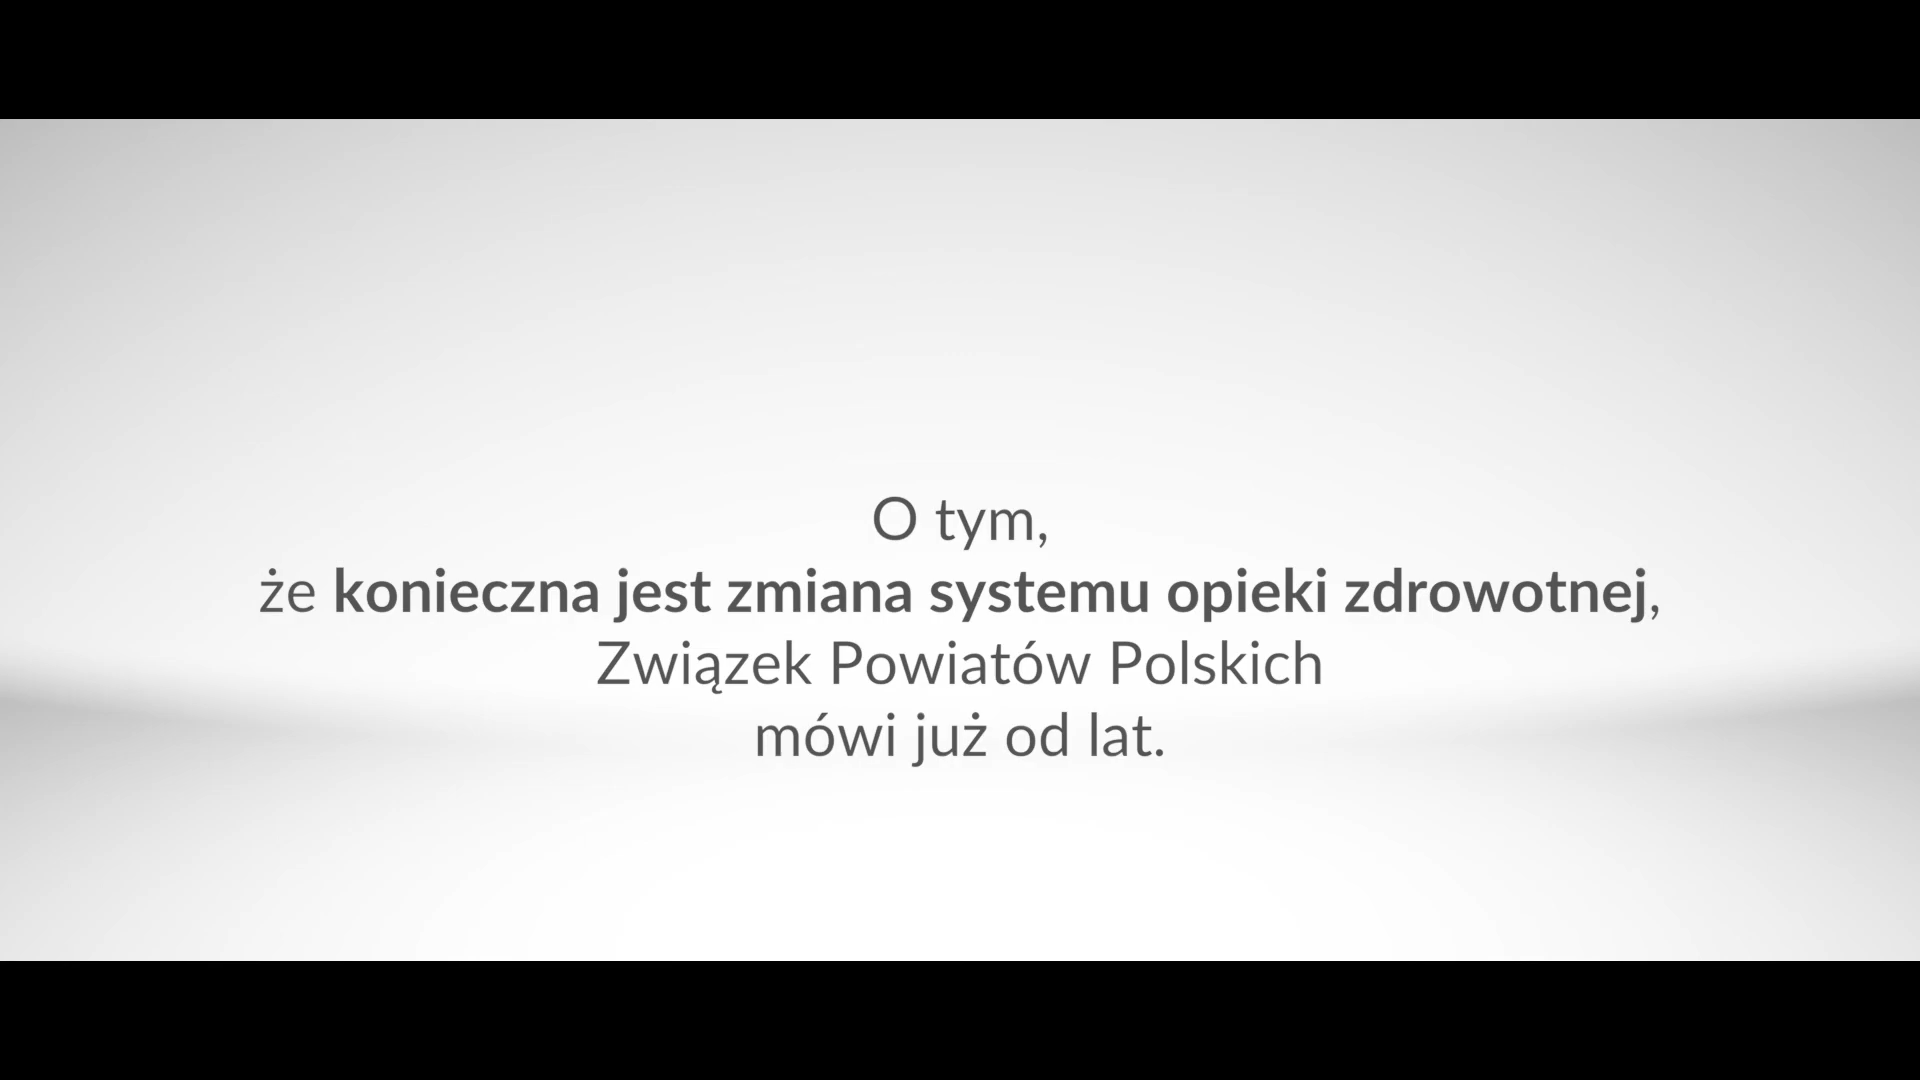 O tym,
że konieczna jest zmiana systemu opieki zdrowotnej,
Związek Powiatów Polskich
mówi już od lat.